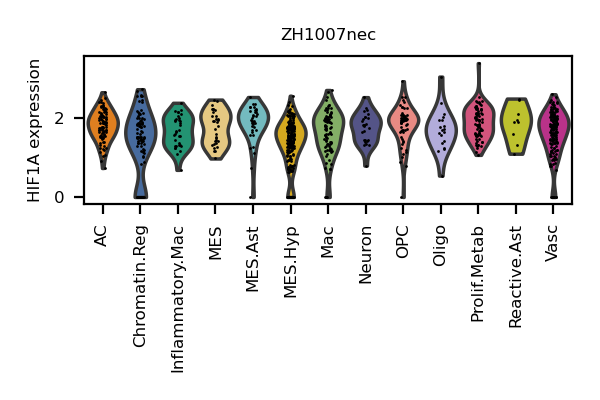 ZH1007nec
HIF1A expression
2
0
AC
Chromatin.Reg
Inflammatory.Mac
MES
MES.Ast
MES.Hyp
Mac
Neuron
OPC
Oligo
Prolif.Metab
Reactive.Ast
Vasc